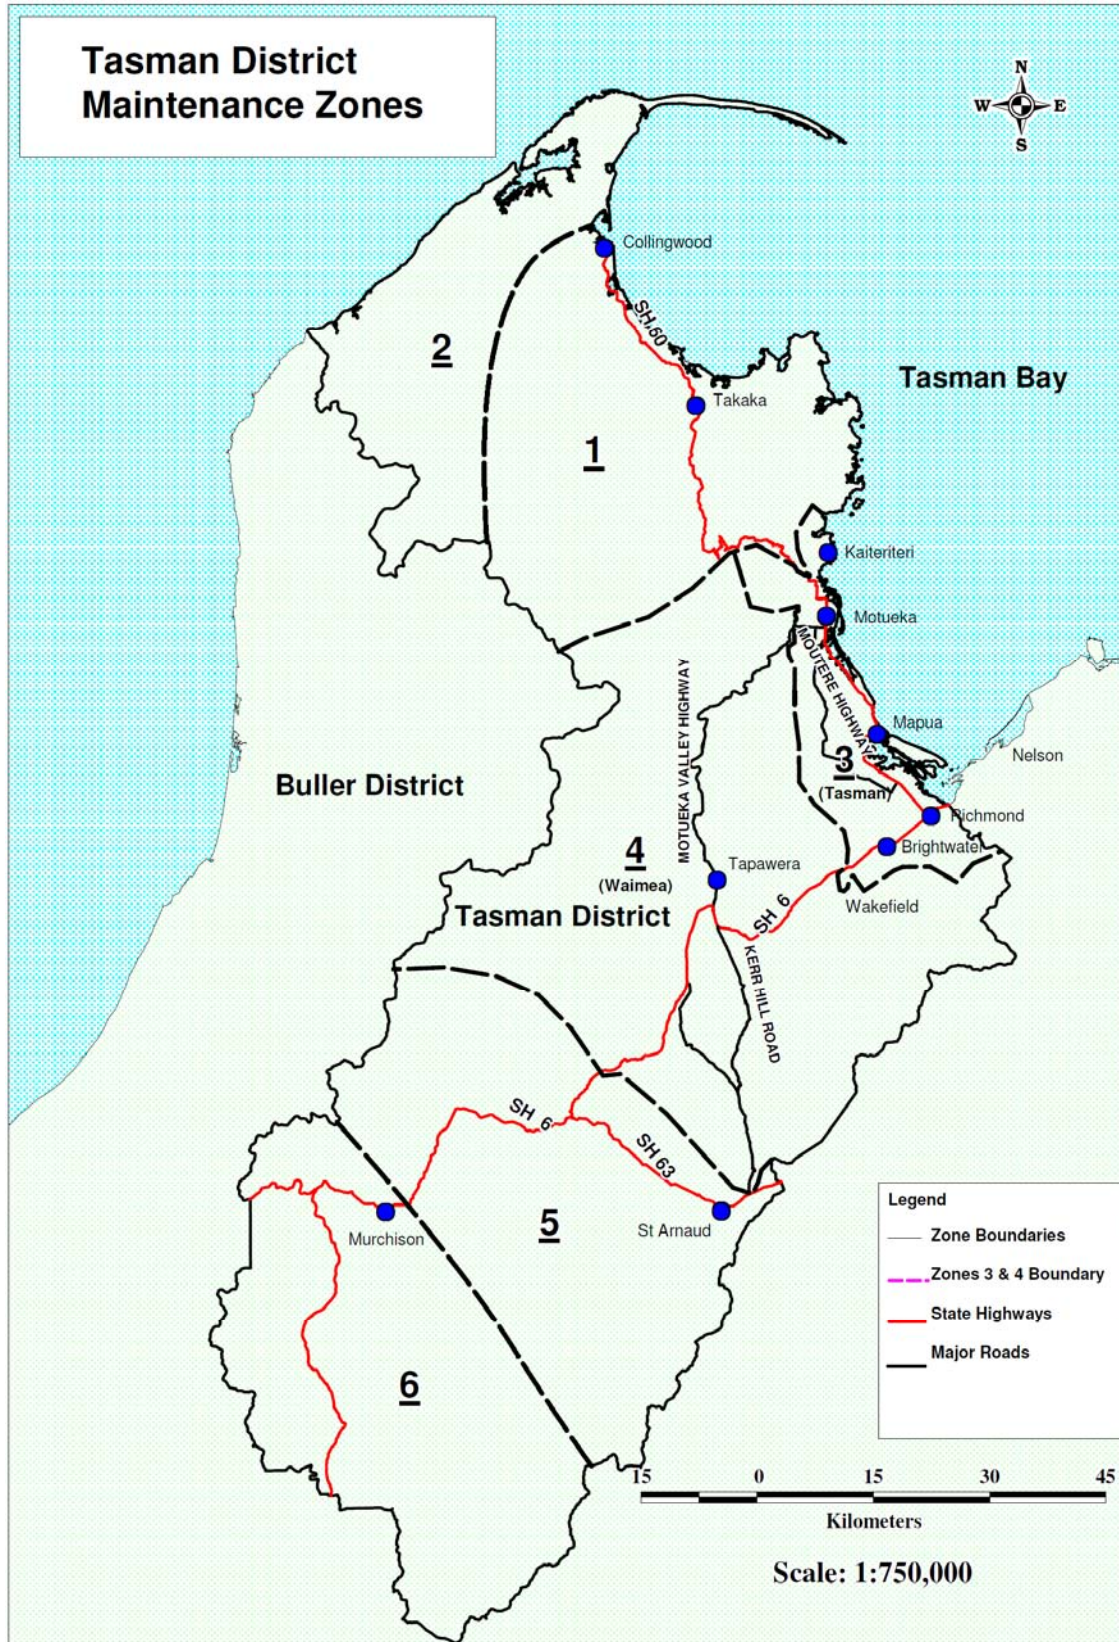 Tasman District
Maintenance Zones
N
W E
S
Collingwood
SH 60
2
Tasman Bay
Takaka
1
Kaiteriteri
Motueka
MOUTERE HIGHWAY
MOTUEKA VALLEY HIGHWAY
Mapua
Nelson
3
(Tasman)
Buller District
Richmond
Brightwater
4
(Waimea)
Tapawera
Wakefield
Tasman District
SH 6
KERR HILL ROAD
SH 6
SH 63
Murchison
5
St Arnaud
Legend
Zone Boundaries
Zones 3 & 4 Boundary
State Highways
Major Roads
6
15 0 15 30 45
Kilometers
Scale: 1:750,000